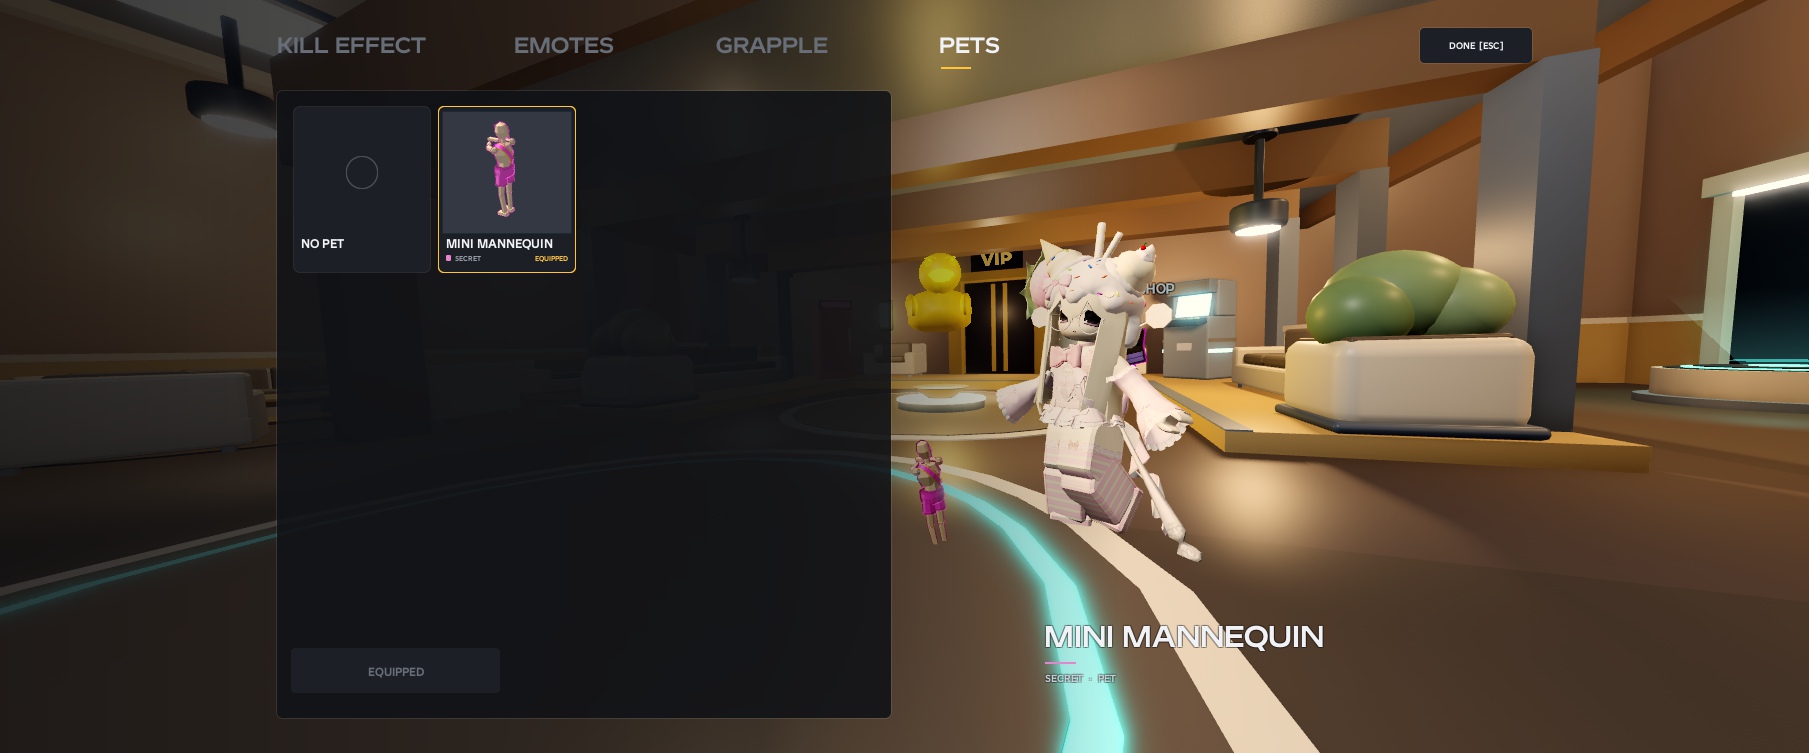 KILL EFFECT
EMOTES
GRAPPLE
PETS
DONE [ESC]
NO PET
MINI MANNEQUIN
SECRET
EQUIPPED
VIP
HOP
EQUIPPED
MINI MANNEQUIN
SECRET · PET